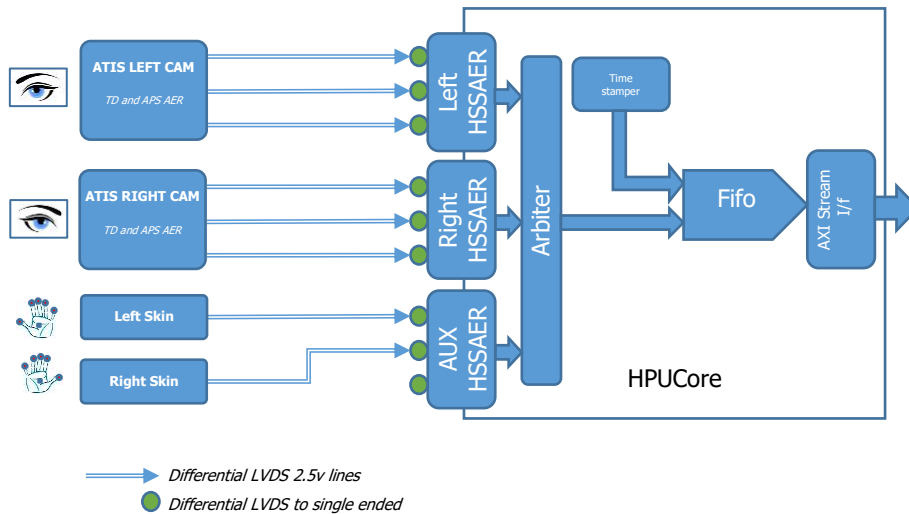 ATIS LEFT CAM
TD and APS AER
ATIS RIGHT CAM
TD and APS AER
Left Skin
Right Skin
Left
HSSAER
Right
HSSAER
AUX
HSSAER
Arbiter
Time
stamper
Fifo
AXI Stream
I/f
HPUCore
Differential LVDS 2.5v lines
Differential LVDS to single ended